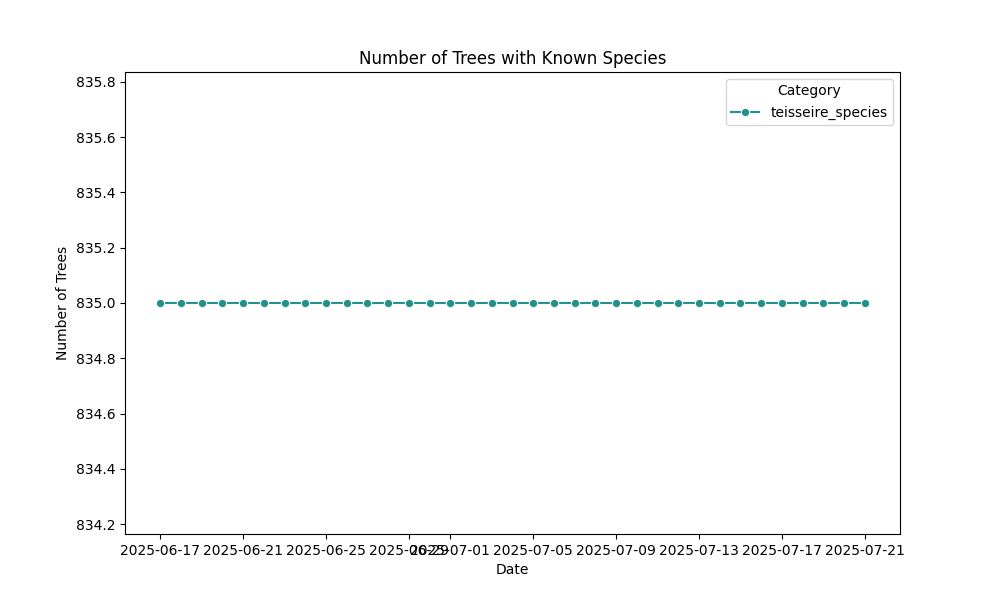 Number of Trees with Known Species
Category
teisseire_species
Number of Trees
835.8
835.6
835.4
835.2
835.0
834.8
834.6
834.4
834.2
2025-06-17 2025-06-21 2025-06-25 2025-06-29 2025-07-01 2025-07-05 2025-07-09 2025-07-13 2025-07-17 2025-07-21
Date